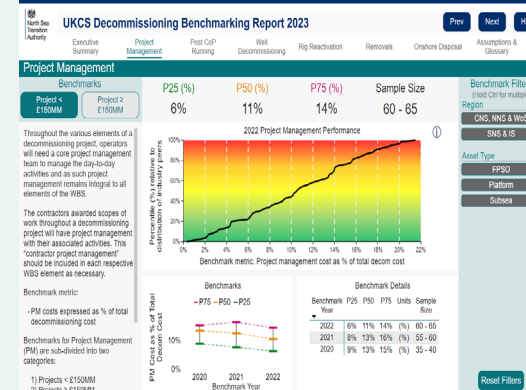 North Sea
Transition
Authority
UKCS Decommissioning Benchmarking Report 2023
Prev
Next
Executive
Summary
Project
Management
Post CoP
Running
Well
Decommissioning
Rig Reactivation
Removals
Onshore Disposal
Assumptions &
Glossary
Project Management
Benchmarks
Project <
£150MM
Project ≥
£150MM
P25 (%)
P50 (%)
P75 (%)
Sample Size
6%
11%
14%
60 - 65
Benchmark Filte
(Hold Ctrl for multipl
Region
CNS, NNS & WoS
SNS & IS
Asset Type
FPSO
Platform
Subsea
Reset Filters
Throughout the various elements of a
decommissioning project, operators
will need a core project management
team to manage the day-to-day
activities and as such project
management remains integral to all
elements of the WBS.
The contractors awarded scopes of
work throughout a decommissioning
project will have project management
with their associated activities. This
"contractor project management"
should be included in each respective
WBS element as necessary.
Benchmark metric:
- PM costs expressed as % of total
decommissioning cost
Benchmarks for Project Management
(PM) are sub-divided into two
categories:
1) Projects < £150MM
2022 Project Management Performance
Percentile (%) relative to
distribution of industry peers
100%
80%
60%
40%
20%
0%
0% 2% 4% 6% 8% 10% 12% 14% 16% 18% 20% 22%
Benchmark metric: Project management cost as % of total decom cost
Benchmarks
P75 P50 P25
PM Cost as % of Total
Decom Cost
10%
0%
2020 2021 2022
Benchmark Year
Benchmark Details
Benchmark Year P25 P50 P75 Units Sample Size
2022 6% 11% 14% (%) 60 - 65
2021 8% 13% 16% (%) 55 - 60
2020 9% 13% 15% (%) 35 - 40